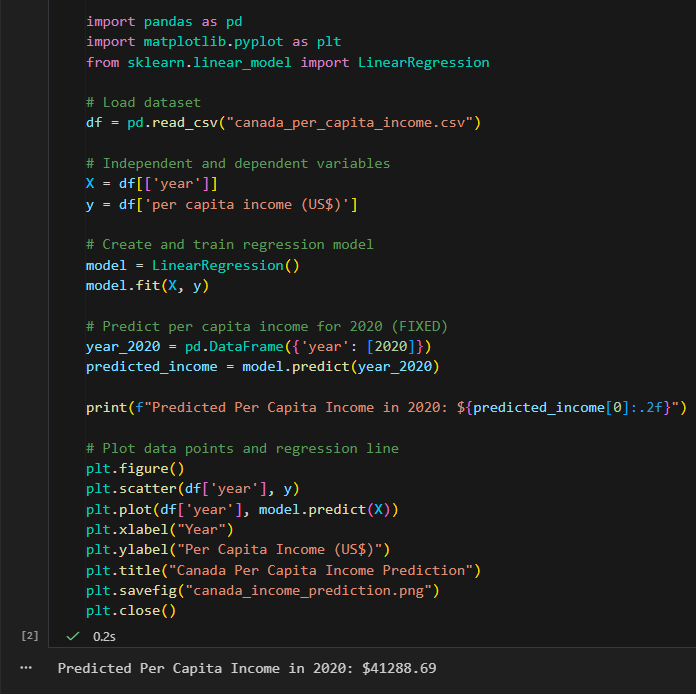 import pandas as pd
import matplotlib.pyplot as plt
from sklearn.linear_model import LinearRegression
# Load dataset
df = pd.read_csv("canada_per_capita_income.csv")
# Independent and dependent variables
X = df[['year']]
y = df['per capita income (US$)']
# Create and train regression model
model = LinearRegression()
model.fit(X, y)
# Predict per capita income for 2020 (FIXED)
year_2020 = pd.DataFrame({'year': [2020]})
predicted_income = model.predict(year_2020)
print(f"Predicted Per Capita Income in 2020: ${predicted_income[0]:.2f}")
# Plot data points and regression line
plt.figure()
plt.scatter(df['year'], y)
plt.plot(df['year'], model.predict(X))
plt.xlabel("Year")
plt.ylabel("Per Capita Income (US$)")
plt.title("Canada Per Capita Income Prediction")
plt.savefig("canada_income_prediction.png")
plt.close()
[2] ✓ 0.2s
... Predicted Per Capita Income in 2020: $41288.69